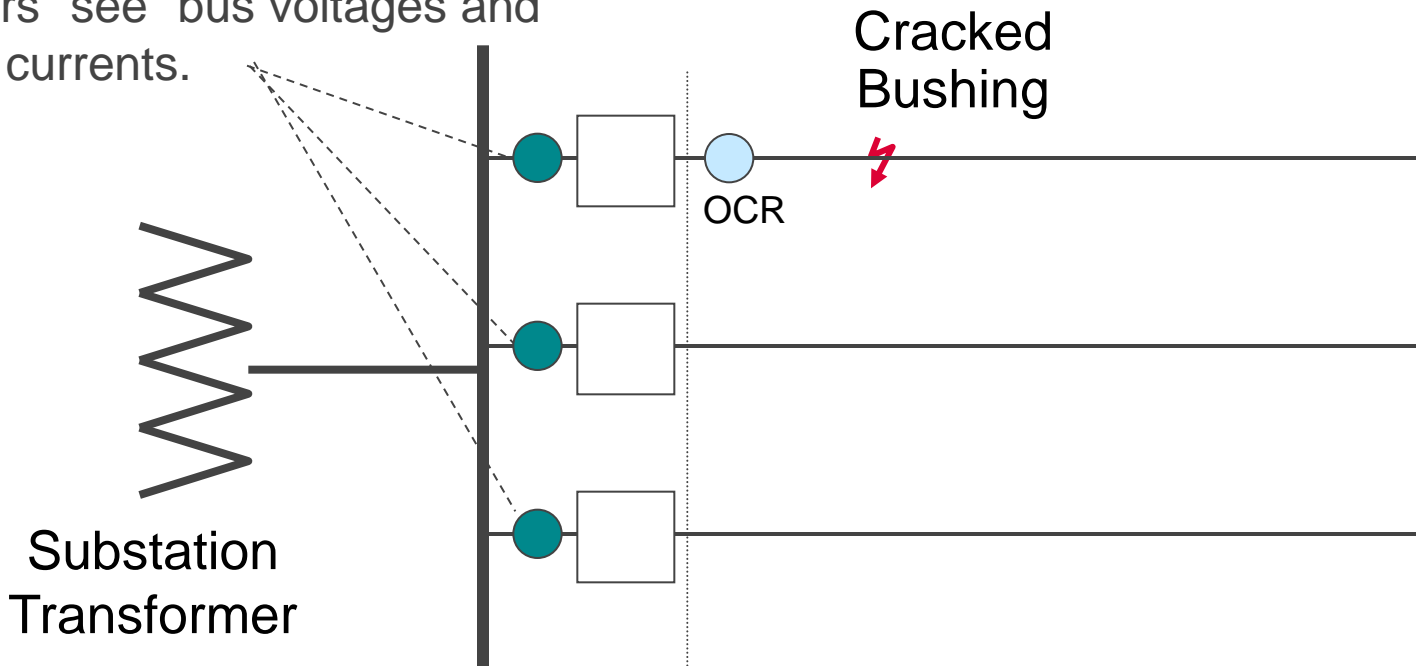 see" bus voltages and
currents.
Cracked
Bushing
OCR
Substation
Transformer